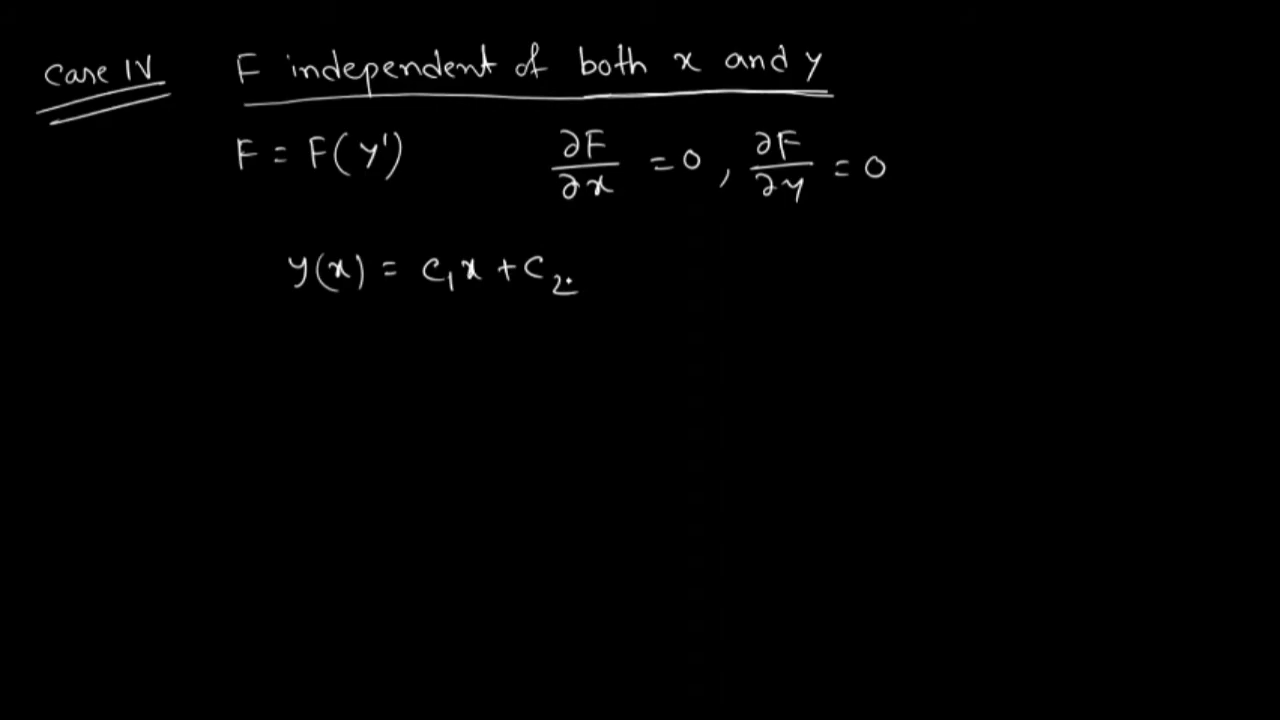 Case IV F independent of both x and y
F = F(y') ∂F/∂x = 0, ∂F/∂y = 0
y(x) = c₁x + c₂.